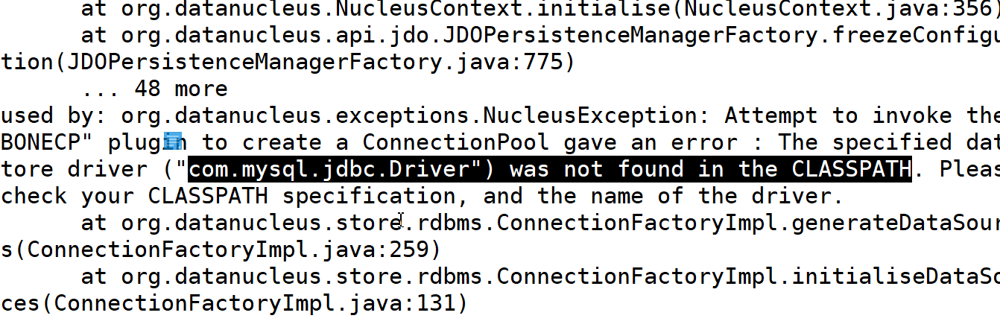 at org.datanucleus.NucleusContext.initialise(NucleusContext.java:356)
at org.datanucleus.api.jdo.JDOPersistenceManagerFactory.freezeConfigu
tion(JDOPersistenceManagerFactory.java:775)
... 48 more
used by: org.datanucleus.exceptions.NucleusException: Attempt to invoke the
BONECP" plugin to create a ConnectionPool gave an error : The specified dat
tore driver ("com.mysql.jdbc.Driver") was not found in the CLASSPATH. Pleas
check your CLASSPATH specification, and the name of the driver.
at org.datanucleus.store.rdbms.ConnectionFactoryImpl.generateDataSour
s(ConnectionFactoryImpl.java:259)
at org.datanucleus.store.rdbms.ConnectionFactoryImpl.initialiseDataSo
ces(ConnectionFactoryImpl.java:131)